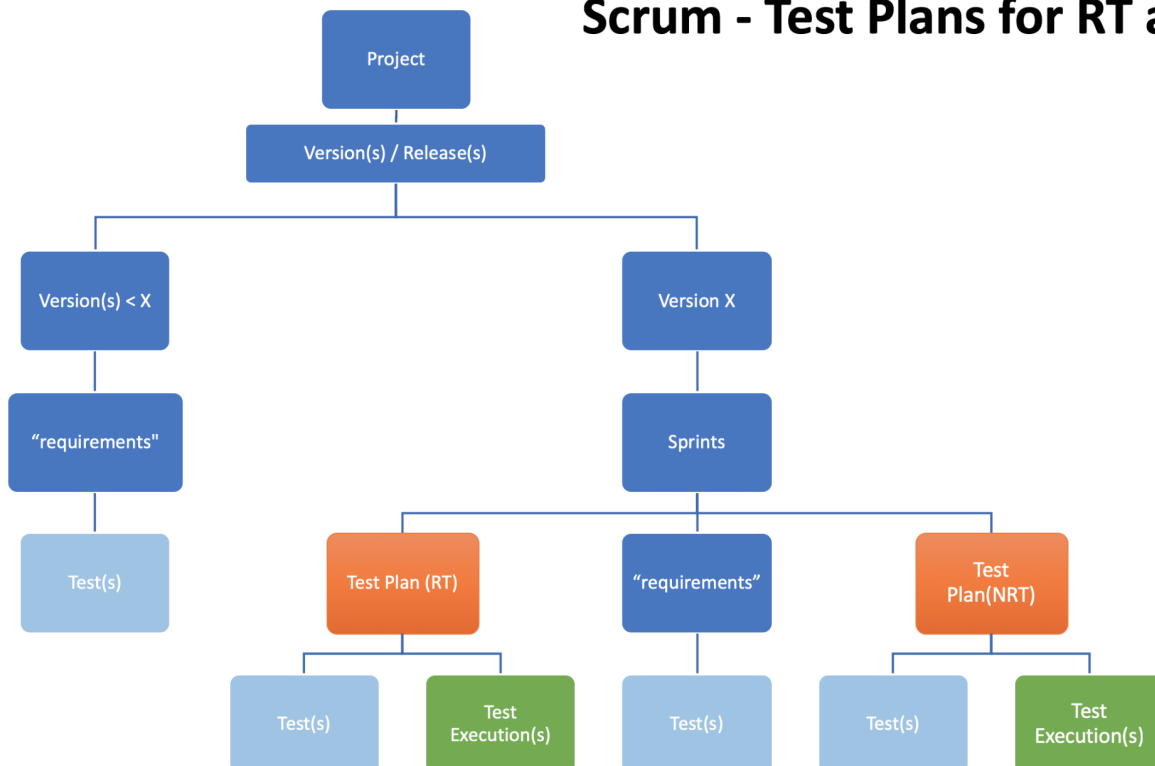 Scrum - Test Plans for RT a
Project
Version(s) / Release(s)
Version(s) < X
Version X
“requirements"
Sprints
Test(s)
Test Plan (RT)
“requirements”
Test
Plan(NRT)
Test(s)
Test
Execution(s)
Test(s)
Test(s)
Test
Execution(s)